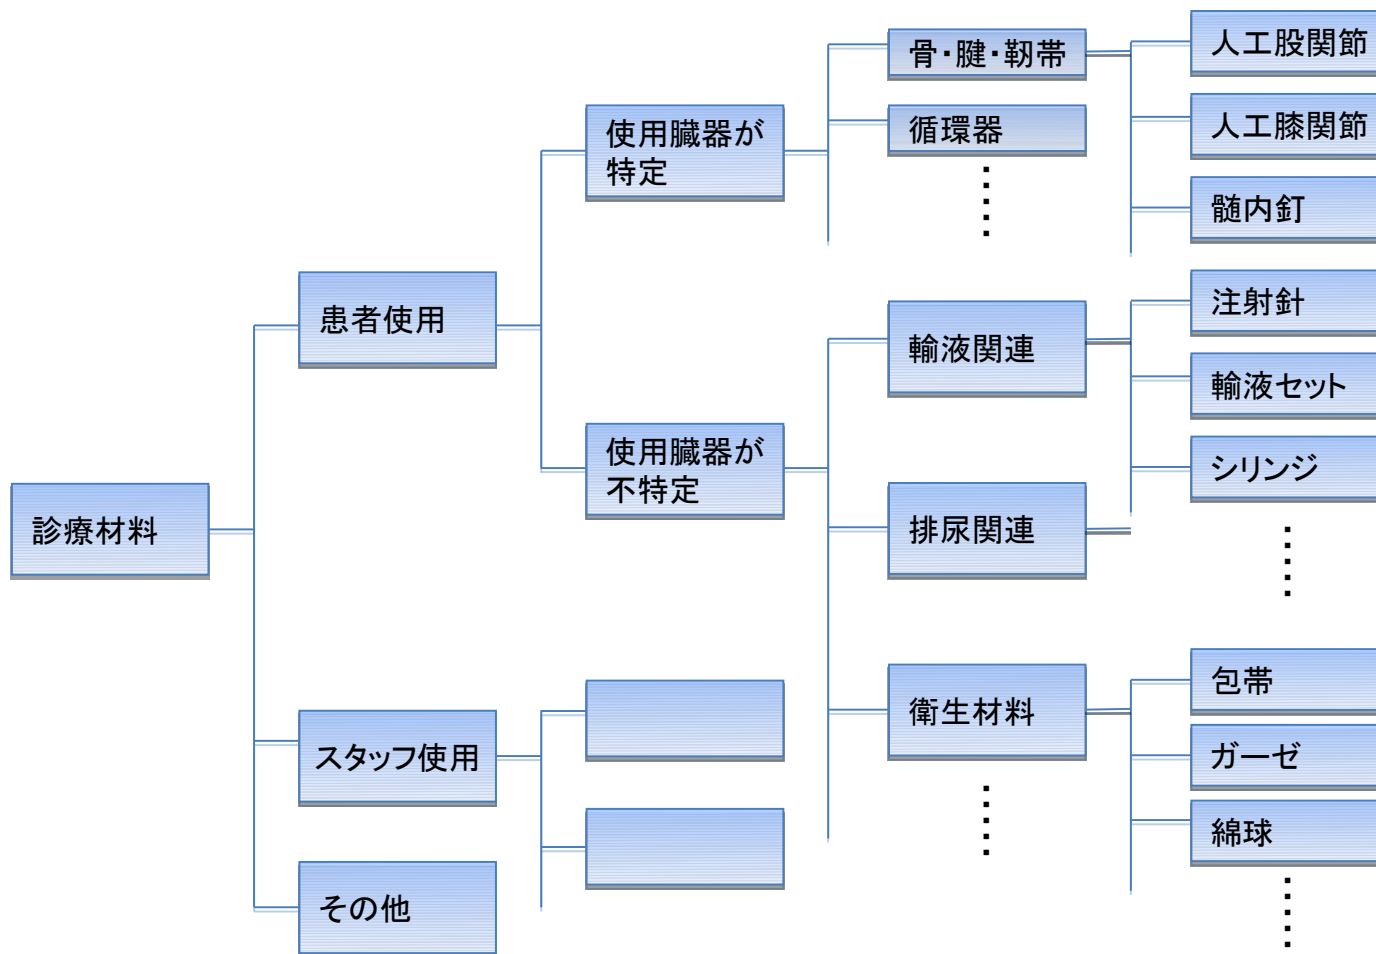 診療材料
患者使用
スタッフ使用
その他
使用臓器が
特定
使用臓器が
不特定
骨・腱・靭帯
循環器
輸液関連
排尿関連
衛生材料
人工股関節
人工膝関節
髄内釘
注射針
輸液セット
シリンジ
包帯
ガーゼ
綿球